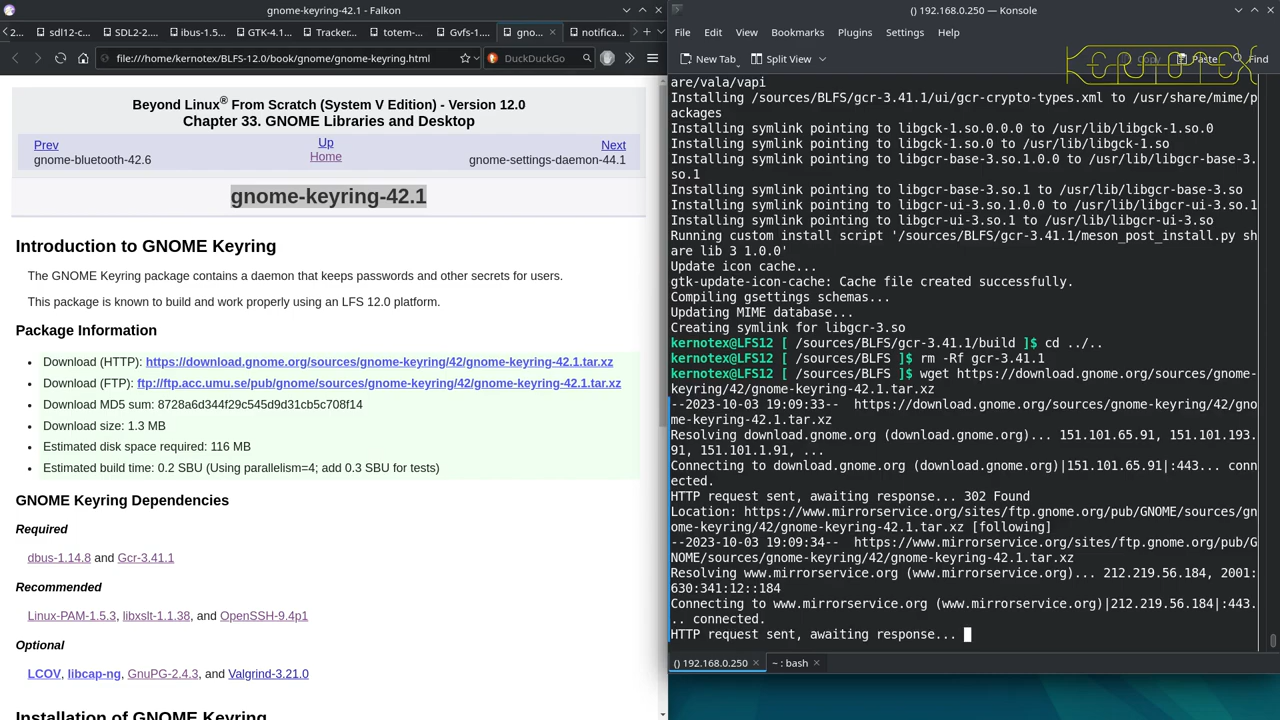 gnome-keyring-42.1 - Falkon
2...
sdl12-c...
SDL2-2....
ibus-1.5...
GTK-4.1...
Tracker...
totem-...
Gvfs-1....
gno...
notifica...
file:///home/kernotex/BLFS-12.0/book/gnome/gnome-keyring.html
DuckDuckGo
Beyond Linux® From Scratch (System V Edition) - Version 12.0
Chapter 33. GNOME Libraries and Desktop
Prev Up Next
gnome-bluetooth-42.6 Home gnome-settings-daemon-44.1
gnome-keyring-42.1
Introduction to GNOME Keyring
The GNOME Keyring package contains a daemon that keeps passwords and other secrets for users.
This package is known to build and work properly using an LFS 12.0 platform.
Package Information
Download (HTTP): https://download.gnome.org/sources/gnome-keyring/42/gnome-keyring-42.1.tar.xz
Download (FTP): ftp://ftp.acc.umu.se/pub/gnome/sources/gnome-keyring/42/gnome-keyring-42.1.tar.xz
Download MD5 sum: 8728a6d344f29c545d9d31cb5c708f14
Download size: 1.3 MB
Estimated disk space required: 116 MB
Estimated build time: 0.2 SBU (Using parallelism=4; add 0.3 SBU for tests)
GNOME Keyring Dependencies
Required
dbus-1.14.8 and Gcr-3.41.1
Recommended
Linux-PAM-1.5.3, libxslt-1.1.38, and OpenSSH-9.4p1
Optional
LCOV, libcap-ng, GnuPG-2.4.3, and Valgrind-3.21.0
Installation of GNOME Keyring
() 192.168.0.250 — Konsole
File Edit View Bookmarks Plugins Settings Help
New Tab Split View Copy Paste Find
KERNOTEX
are/vala/vapi
Installing /sources/BLFS/gcr-3.41.1/ui/gcr-crypto-types.xml to /usr/share/mime/p
ackages
Installing symlink pointing to libgck-1.so.0.0.0 to /usr/lib/libgck-1.so.0
Installing symlink pointing to libgck-1.so.0 to /usr/lib/libgck-1.so
Installing symlink pointing to libgcr-base-3.so.1.0.0 to /usr/lib/libgcr-base-3.
so.1
Installing symlink pointing to libgcr-base-3.so.1 to /usr/lib/libgcr-base-3.so
Installing symlink pointing to libgcr-ui-3.so.1.0.0 to /usr/lib/libgcr-ui-3.so.1
Installing symlink pointing to libgcr-ui-3.so.1 to /usr/lib/libgcr-ui-3.so
Running custom install script '/sources/BLFS/gcr-3.41.1/meson_post_install.py sh
are lib 3 1.0.0'
Update icon cache...
gtk-update-icon-cache: Cache file created successfully.
Compiling gsettings schemas...
Updating MIME database...
Creating symlink for libgcr-3.so
kernotex@LFS12 [ /sources/BLFS/gcr-3.41.1/build ]$ cd ../..
kernotex@LFS12 [ /sources/BLFS ]$ rm -Rf gcr-3.41.1
kernotex@LFS12 [ /sources/BLFS ]$ wget https://download.gnome.org/sources/gnome-
keyring/42/gnome-keyring-42.1.tar.xz
--2023-10-03 19:09:33--  https://download.gnome.org/sources/gnome-keyring/42/gno
me-keyring-42.1.tar.xz
Resolving download.gnome.org (download.gnome.org)... 151.101.65.91, 151.101.193.
91, 151.101.1.91, ...
Connecting to download.gnome.org (download.gnome.org)|151.101.65.91|:443... conn
ected.
HTTP request sent, awaiting response... 302 Found
Location: https://www.mirrorservice.org/sites/ftp.gnome.org/pub/GNOME/sources/gn
ome-keyring/42/gnome-keyring-42.1.tar.xz [following]
--2023-10-03 19:09:34--  https://www.mirrorservice.org/sites/ftp.gnome.org/pub/G
NOME/sources/gnome-keyring/42/gnome-keyring-42.1.tar.xz
Resolving www.mirrorservice.org (www.mirrorservice.org)... 212.219.56.184, 2001:
630:341:12::184
Connecting to www.mirrorservice.org (www.mirrorservice.org)|212.219.56.184|:443.
.. connected.
HTTP request sent, awaiting response...
() 192.168.0.250
~ : bash